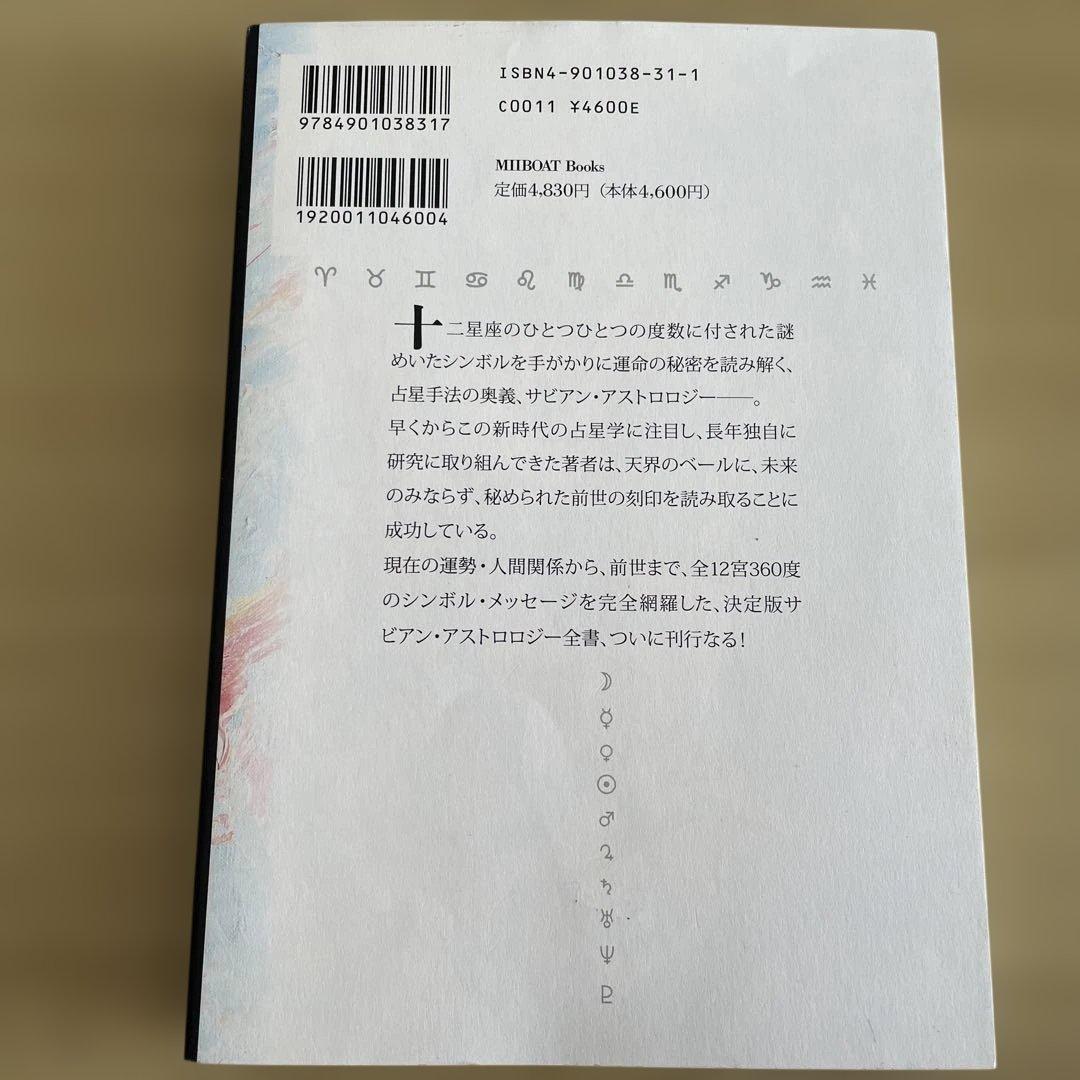 ISBN4-901038-31-1
C0011 ¥4600E
9784901038317
1920011046004
MIIBOAT Books
定価4,830円（本体4,600円）
♈ ♉ ♊ ♋ ♌ ♍ ♎ ♏ ♐ ♑ ♒ ♓
十二星座のひとつひとつの度数に付された謎
めいたシンボルを手がかりに運命の秘密を読み解く、
占星手法の奥義、サビアン・アストロロジー――。
早くからこの新時代の占星学に注目し、長年独自に
研究に取り組んできた著者は、天界のベールに、未来
のみならず、秘められた前世の刻印を読み取ることに
成功している。
現在の運勢・人間関係から、前世まで、全12宮360度
のシンボル・メッセージを完全網羅した、決定版サ
ビアン・アストロロジー全書、ついに刊行なる！
☽
☿
♀
☉
♂
♃
♄
♅
♆
♇